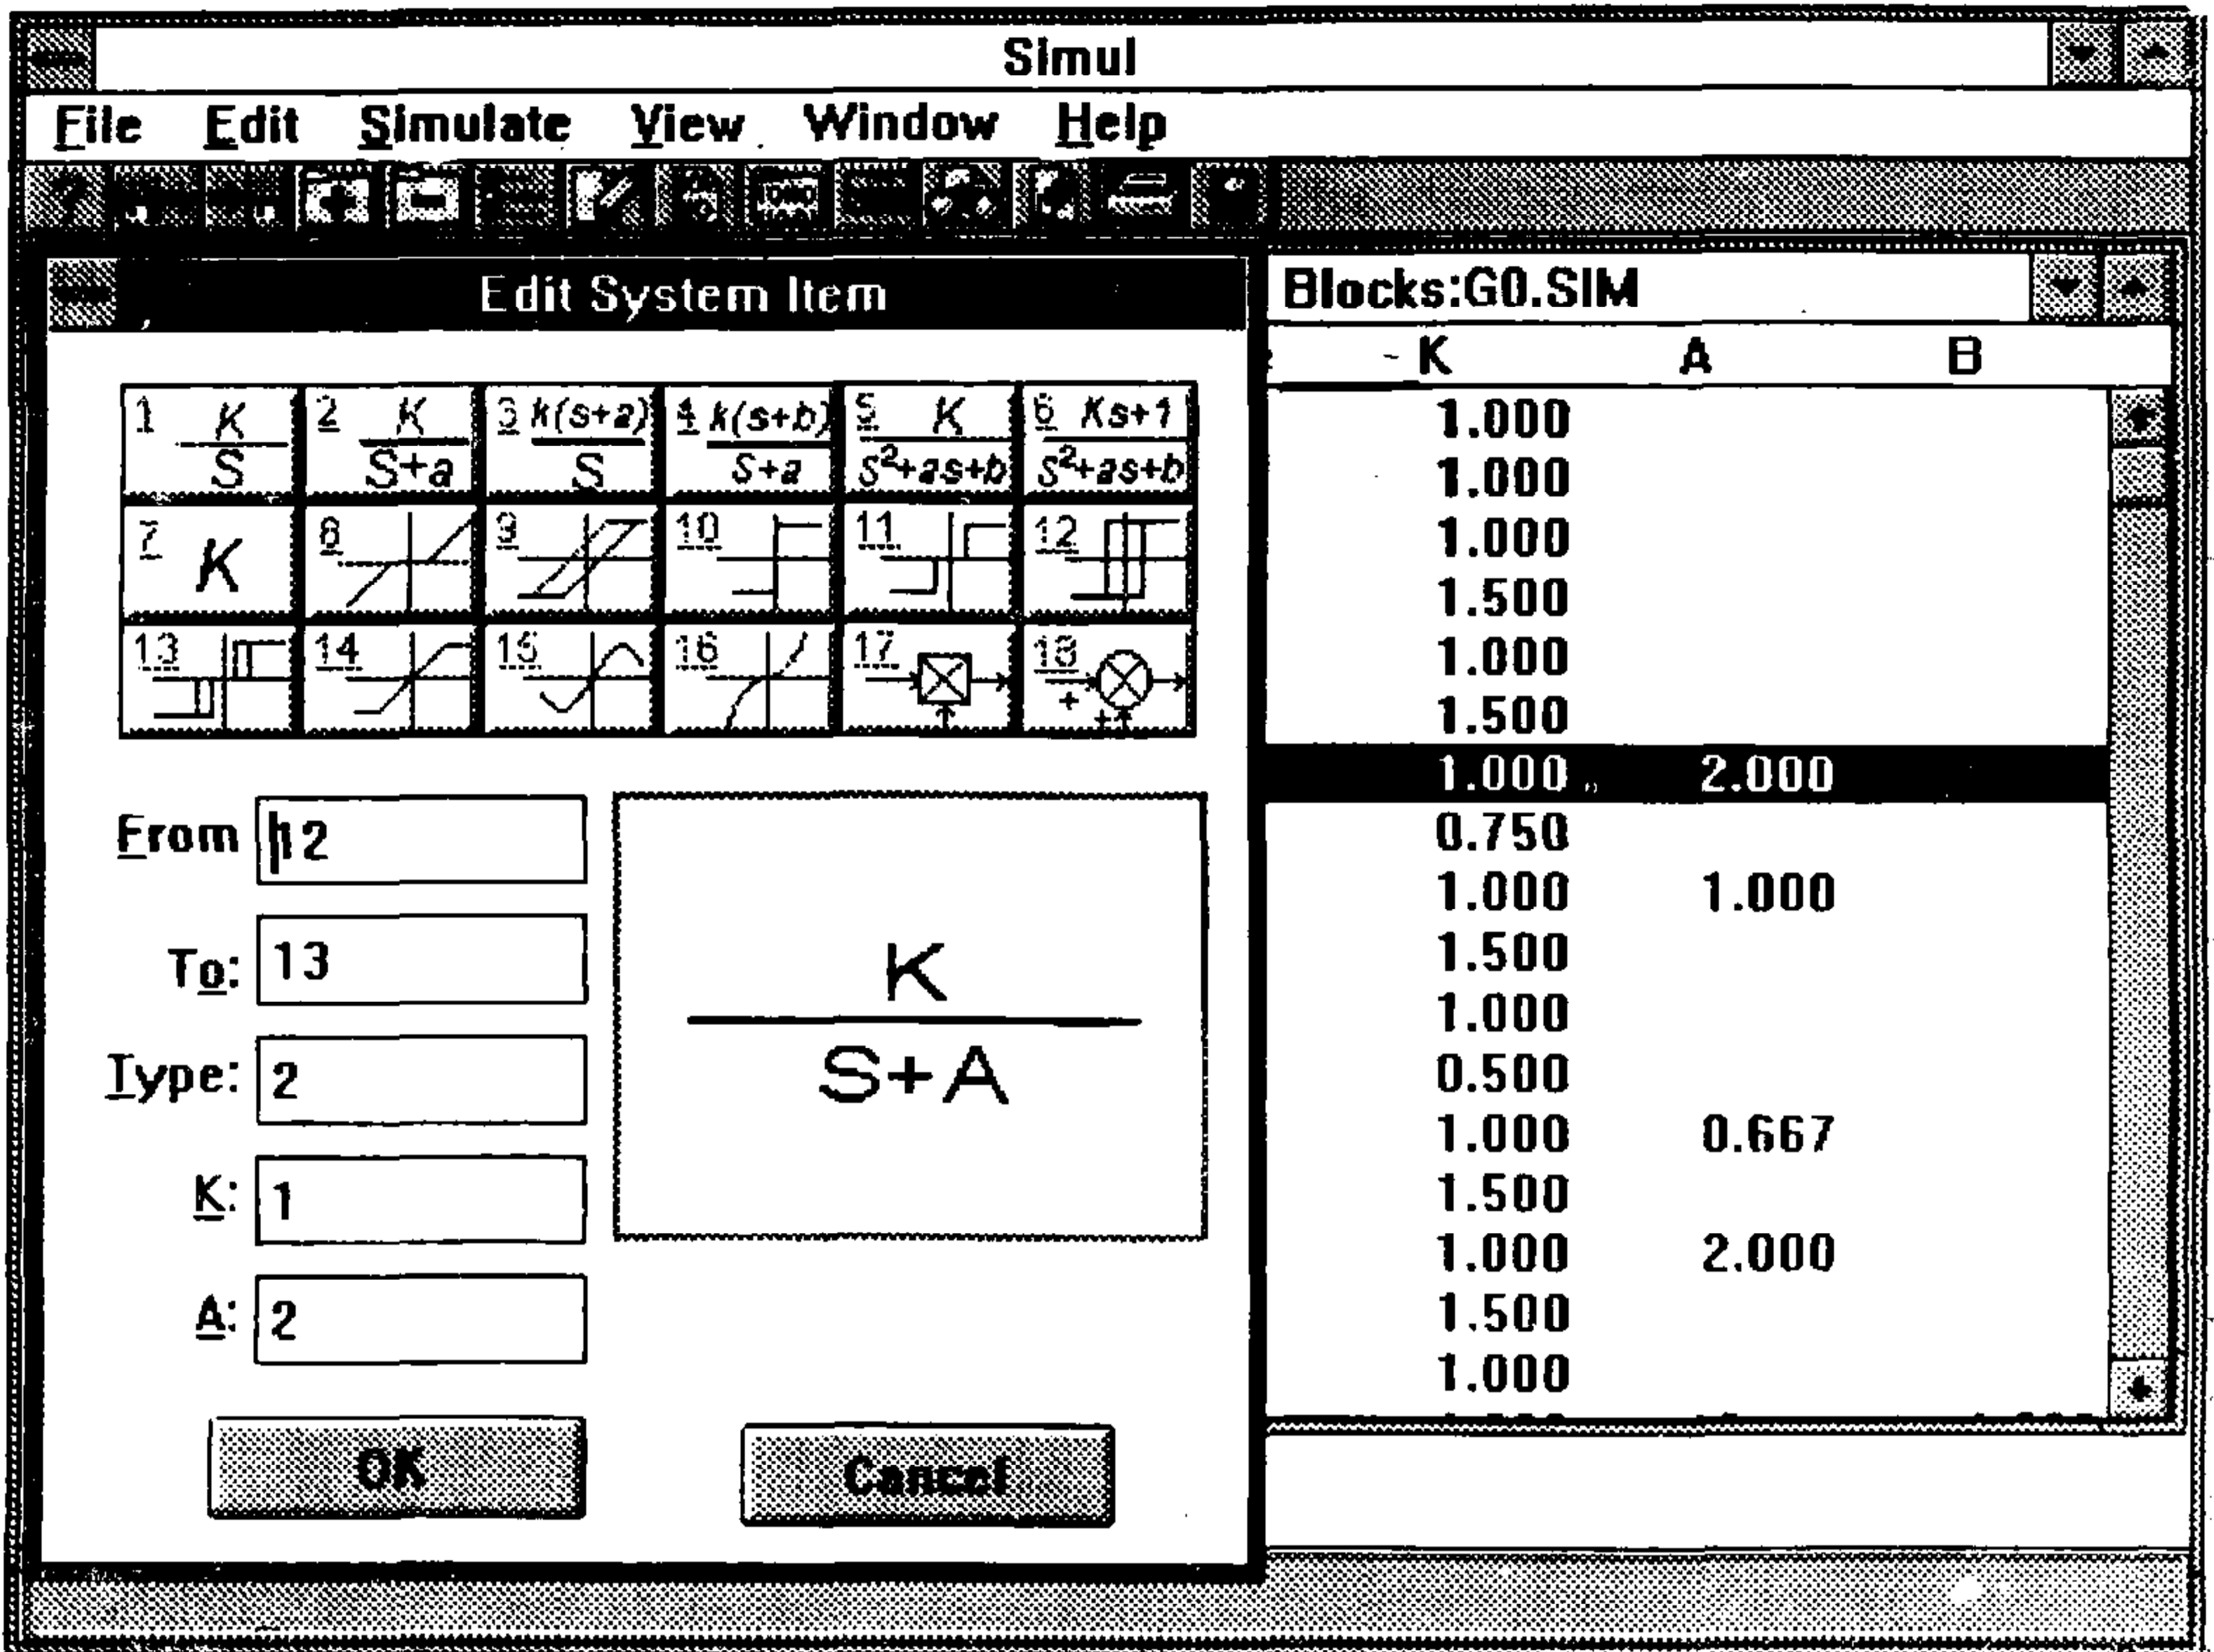 Simul
File Edit Simulate View Window Help
Edit System Item
1 K/S 2 K/S+a 3 k(s+a)/S 4 k(s+b)/S+a 5 K/S²+as+b 6 Ks+1/S²+as+b
7 K 8 9 10 11 12
13 14 15 16 17 18 + ++
From 12
To: 13
Type: 2
K: 1
A: 2
K
S+A
OK Cancel
Blocks:G0.SIM
K A B
1.000
1.000
1.000
1.500
1.000
1.500
1.000 2.000
0.750
1.000 1.000
1.500
1.000
0.500
1.000 0.667
1.500
1.000 2.000
1.500
1.000